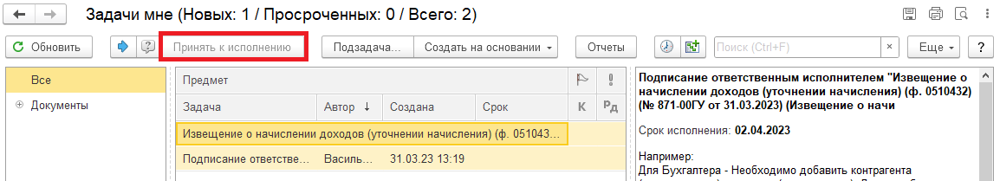 Задачи мне (Новых: 1 / Просроченных: 0 / Всего: 2)
Обновить Принять к исполнению Подзадача... Создать на основании Отчеты Поиск (Ctrl+F) × Еще ?
Все
Документы
Предмет
Задача Автор ↓ Создана Срок К Рд
Извещение о начислении доходов (уточнении начисления) (ф. 051043...
Подписание ответстве... Василь... 31.03.23 13:19
Подписание ответственным исполнителем "Извещение о
начислении доходов (уточнении начисления) (ф. 0510432)
(№ 871-00ГУ от 31.03.2023) (Извещение о начи
Срок исполнения: 02.04.2023
Например:
Для Бухгалтера - Необходимо добавить контрагента